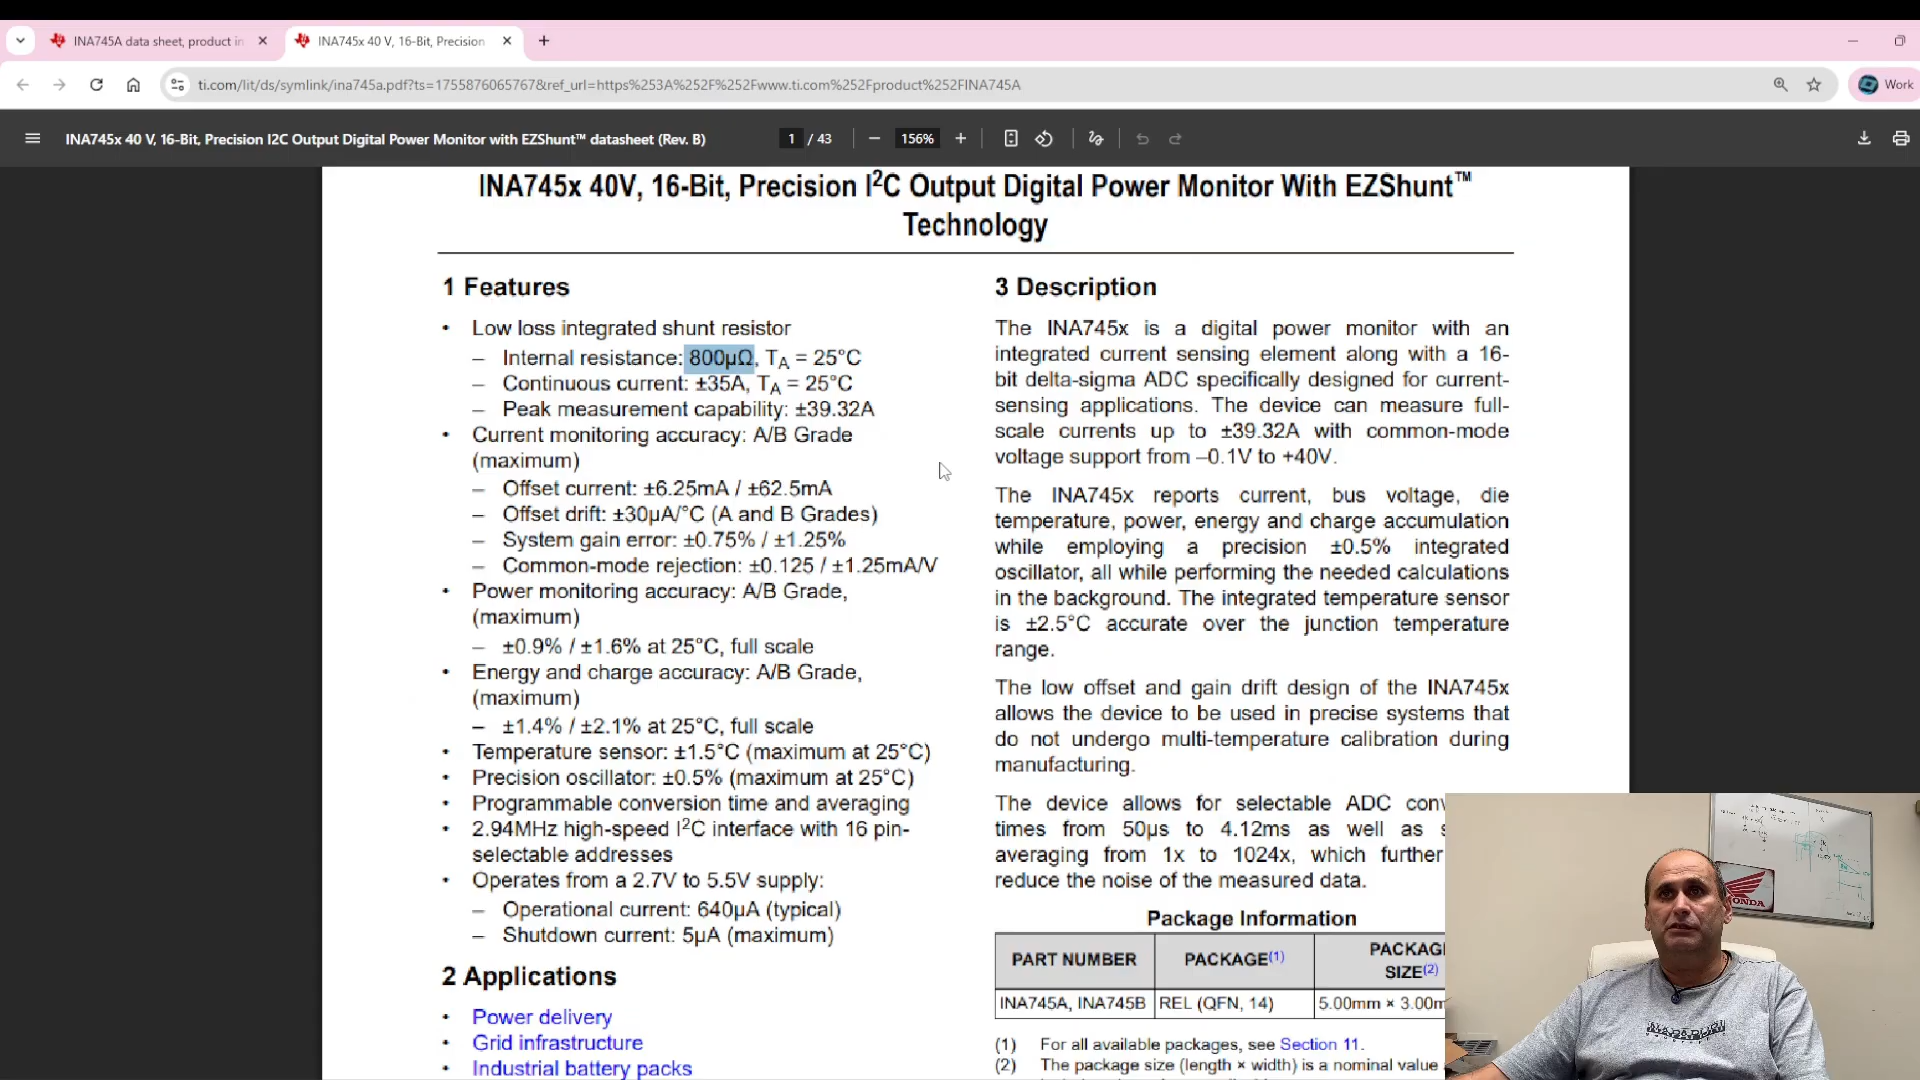 INA745A data sheet, product in
INA745x 40 V, 16-Bit, Precision
ti.com/lit/ds/symlink/ina745a.pdf?ts=1755876065767&ref_url=https%253A%252F%252Fwww.ti.com%252Fproduct%252FINA745A
Work
INA745x 40 V, 16-Bit, Precision I2C Output Digital Power Monitor with EZShunt™ datasheet (Rev. B)
1 / 43
156%
INA745x 40V, 16-Bit, Precision I²C Output Digital Power Monitor With EZShunt™
Technology
1 Features
• Low loss integrated shunt resistor
– Internal resistance: 800µΩ, TA = 25°C
– Continuous current: ±35A, TA = 25°C
– Peak measurement capability: ±39.32A
• Current monitoring accuracy: A/B Grade
(maximum)
– Offset current: ±6.25mA / ±62.5mA
– Offset drift: ±30µA/°C (A and B Grades)
– System gain error: ±0.75% / ±1.25%
– Common-mode rejection: ±0.125 / ±1.25mA/V
• Power monitoring accuracy: A/B Grade,
(maximum)
– ±0.9% / ±1.6% at 25°C, full scale
• Energy and charge accuracy: A/B Grade,
(maximum)
– ±1.4% / ±2.1% at 25°C, full scale
• Temperature sensor: ±1.5°C (maximum at 25°C)
• Precision oscillator: ±0.5% (maximum at 25°C)
• Programmable conversion time and averaging
• 2.94MHz high-speed I²C interface with 16 pin-
selectable addresses
• Operates from a 2.7V to 5.5V supply:
– Operational current: 640µA (typical)
– Shutdown current: 5µA (maximum)
2 Applications
• Power delivery
• Grid infrastructure
• Industrial battery packs
3 Description
The INA745x is a digital power monitor with an
integrated current sensing element along with a 16-
bit delta-sigma ADC specifically designed for current-
sensing applications. The device can measure full-
scale currents up to ±39.32A with common-mode
voltage support from –0.1V to +40V.
The INA745x reports current, bus voltage, die
temperature, power, energy and charge accumulation
while employing a precision ±0.5% integrated
oscillator, all while performing the needed calculations
in the background. The integrated temperature sensor
is ±2.5°C accurate over the junction temperature
range.
The low offset and gain drift design of the INA745x
allows the device to be used in precise systems that
do not undergo multi-temperature calibration during
manufacturing.
The device allows for selectable ADC conv
times from 50µs to 4.12ms as well as s
averaging from 1x to 1024x, which further
reduce the noise of the measured data.
Package Information
PART NUMBER PACKAGE(1) PACKAG
SIZE(2)
INA745A, INA745B REL (QFN, 14) 5.00mm × 3.00m
(1) For all available packages, see Section 11.
(2) The package size (length × width) is a nominal value
HONDA
NAPAPIJRI